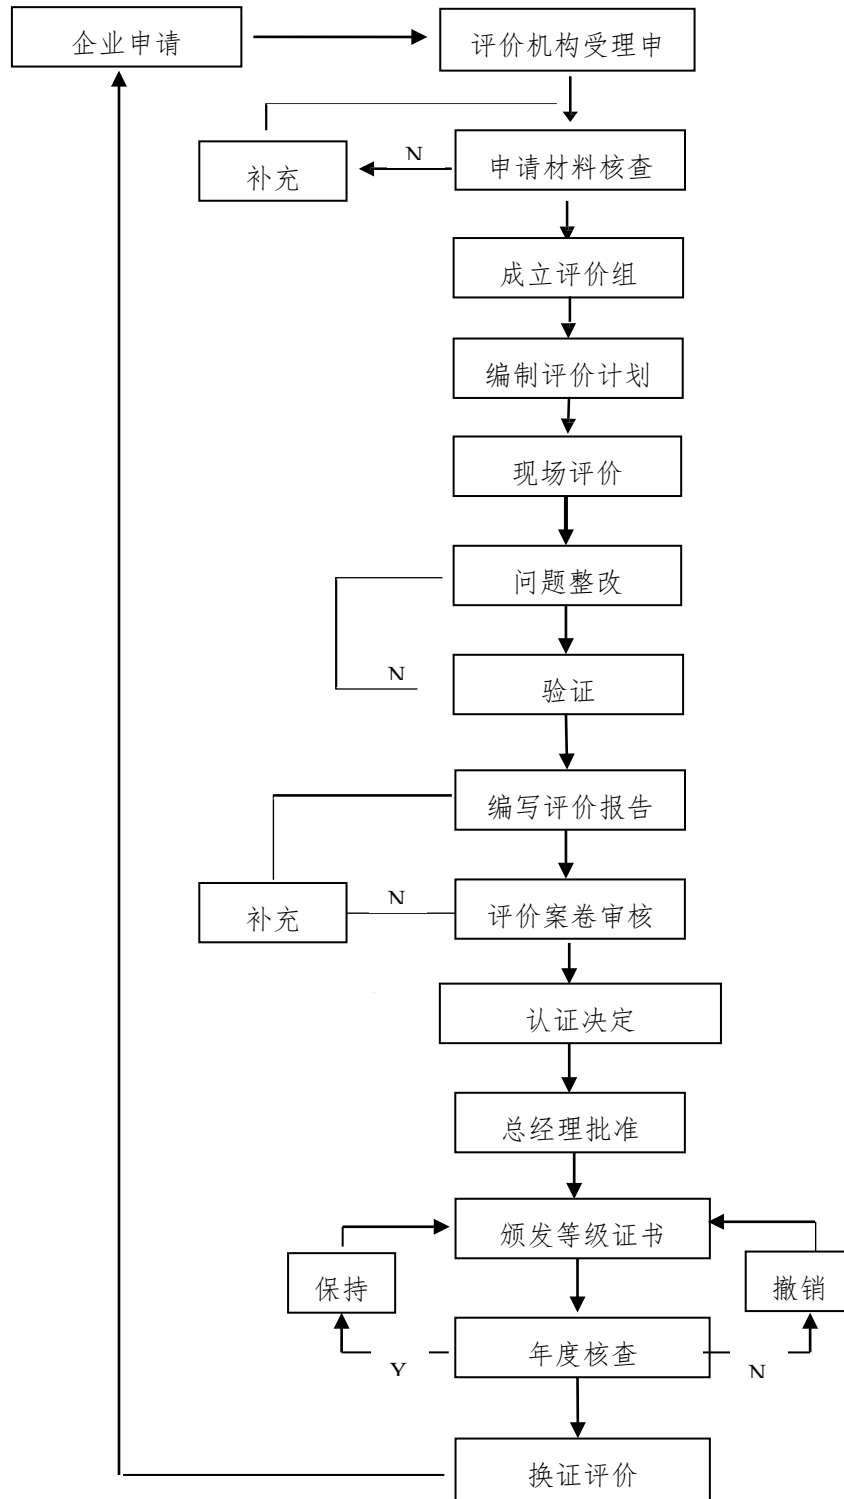 企业申请
评价机构受理申
N
补充
申请材料核查
成立评价组
编制评价计划
现场评价
问题整改
N
验证
编写评价报告
N
补充
评价案卷审核
认证决定
总经理批准
颁发等级证书
保持
撤销
年度核查
Y
N
换证评价